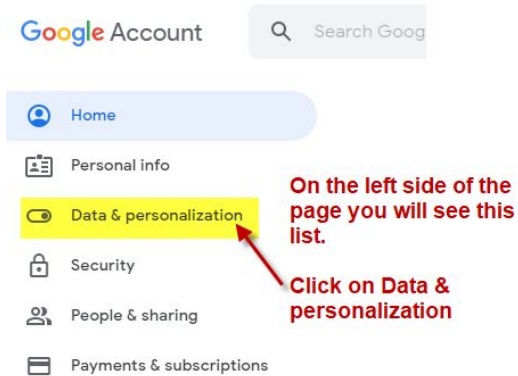 Google Account
Search Goog
Home
Personal info
Data & personalization
Security
People & sharing
Payments & subscriptions
On the left side of the
page you will see this
list.
Click on Data &
personalization